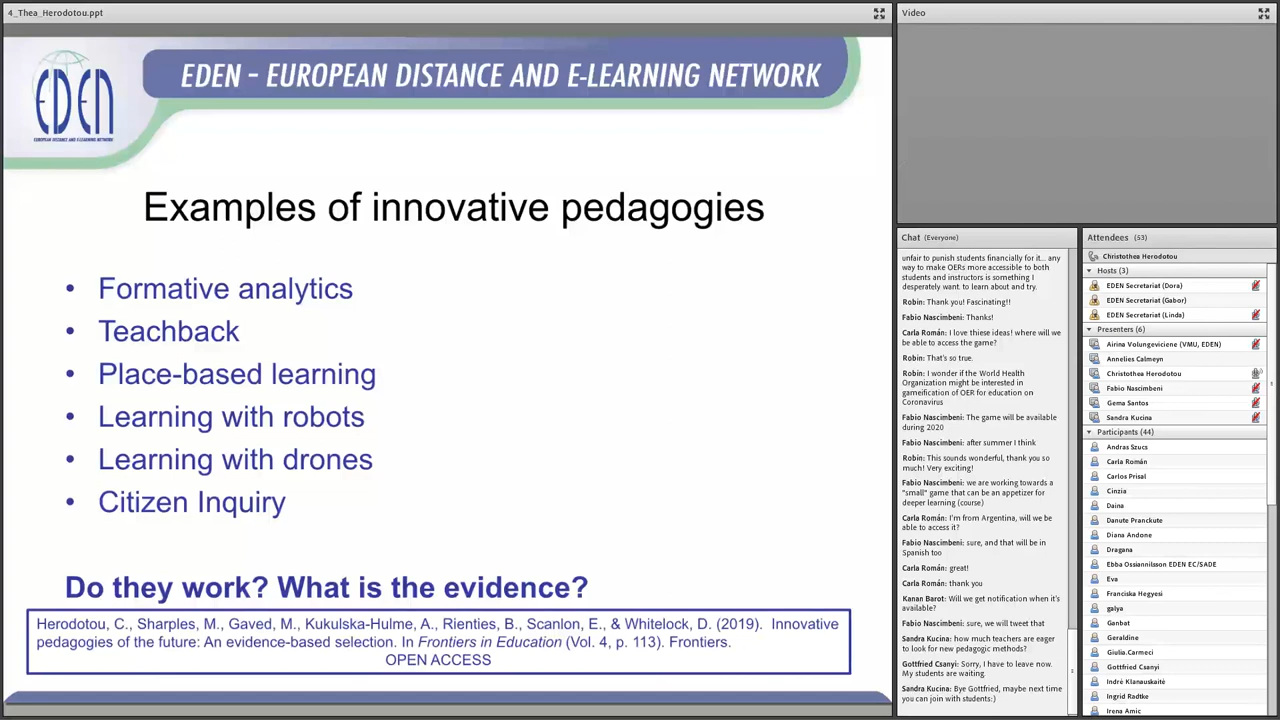 4_Thea_Herodotou.ppt
EDEN
EUROPEAN DISTANCE AND E-LEARNING NETWORK
EDEN - EUROPEAN DISTANCE AND E-LEARNING NETWORK
Examples of innovative pedagogies
• Formative analytics
• Teachback
• Place-based learning
• Learning with robots
• Learning with drones
• Citizen Inquiry
Do they work? What is the evidence?
Herodotou, C., Sharples, M., Gaved, M., Kukulska-Hulme, A., Rienties, B., Scanlon, E., & Whitelock, D. (2019). Innovative
pedagogies of the future: An evidence-based selection. In Frontiers in Education (Vol. 4, p. 113). Frontiers.
OPEN ACCESS
Video
Chat (Everyone)
unfair to punish students financially for it... any
way to make OERs more accessible to both
students and instructors is something I
desperately want to learn about and try.
Robin: Thank you! Fascinating!!
Fabio Nascimbeni: Thanks!
Carla Román: I love thiese ideas! where will we
be able to access the game?
Robin: That's so true.
Robin: I wonder if the World Health
Organization might be interested in
gameification of OER for education on
Coronavirus
Fabio Nascimbeni: The game will be available
during 2020
Fabio Nascimbeni: after summer I think
Robin: This sounds wonderful, thank you so
much! Very exciting!
Fabio Nascimbeni: we are working towards a
"small" game that can be an appetizer for
deeper learning (course)
Carla Román: I'm from Argentina, will we be
able to access it?
Fabio Nascimbeni: sure, and that will be in
Spanish too
Carla Román: great!
Carla Román: thank you
Kanan Barot: Will we get notification when it's
available?
Fabio Nascimbeni: sure, we will tweet that
Sandra Kucina: how much teachers are eager
to look for new pedagogic methods?
Gottfried Csanyi: Sorry, I have to leave now.
My students are waiting.
Sandra Kucina: Bye Gottfried, maybe next time
you can join with students:)
Attendees (53)
Christothea Herodotou
Hosts (3)
EDEN Secretariat (Dora)
EDEN Secretariat (Gabor)
EDEN Secretariat (Linda)
Presenters (6)
Airina Volungeviciene (VMU, EDEN)
Annelies Calmeyn
Christothea Herodotou
Fabio Nascimbeni
Gema Santos
Sandra Kucina
Participants (44)
Andras Szucs
Carla Román
Carlos Prisal
Cinzia
Daina
Danute Pranckute
Diana Andone
Dragana
Ebba Ossiannilsson EDEN EC/SADE
Eva
Franciska Hegyesi
galya
Ganbat
Geraldine
Giulia.Carmeci
Gottfried Csanyi
Indrė Klanauskaitė
Ingrid Radtke
Irena Amic